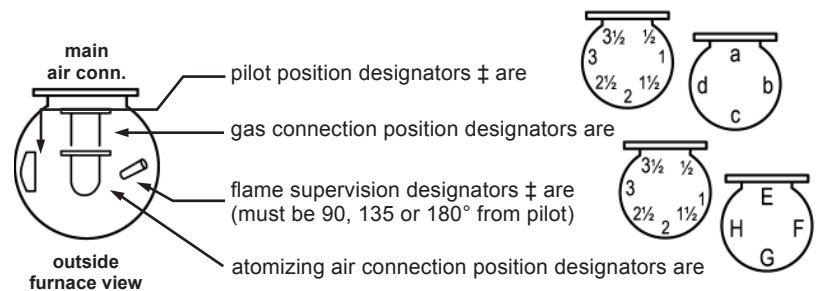 main
air conn.
pilot position designators ‡ are
gas connection position designators are
flame supervision designators ‡ are
(must be 90, 135 or 180° from pilot)
atomizing air connection position designators are
outside
furnace view
3½ ½
3 1
2½ 1½
2
a
d b
c
3½ ½
3 1
2½ 1½
2
E
H F
G